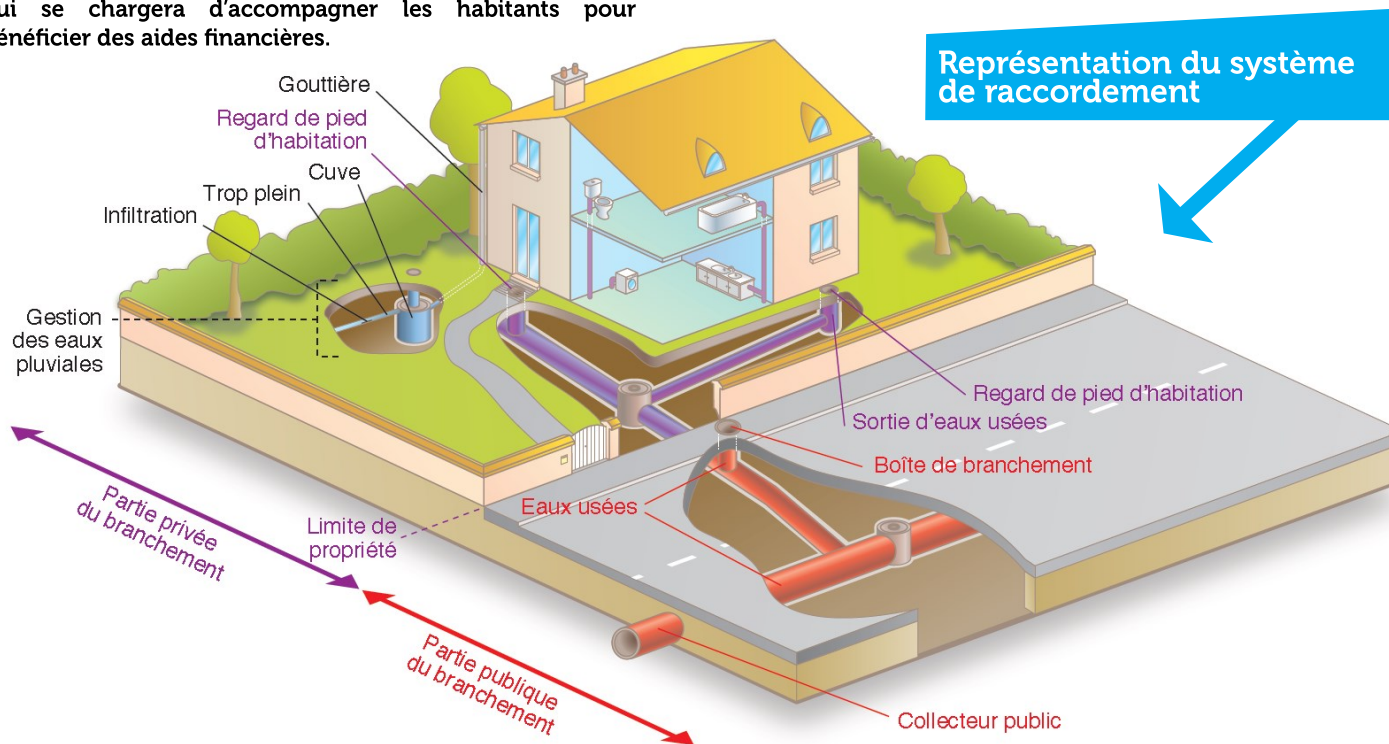 se chargera d'accompagner les habitants pour
des aides financières.
Représentation du système
de raccordement
Gouttière
Regard de pied
d'habitation
Cuve
Trop plein
Infiltration
Gestion
des eaux
pluviales
Regard de pied d'habitation
Sortie d'eaux usées
Boîte de branchement
Eaux usées
Limite de
propriété
Partie privée
du branchement
Partie publique
du branchement
Collecteur public